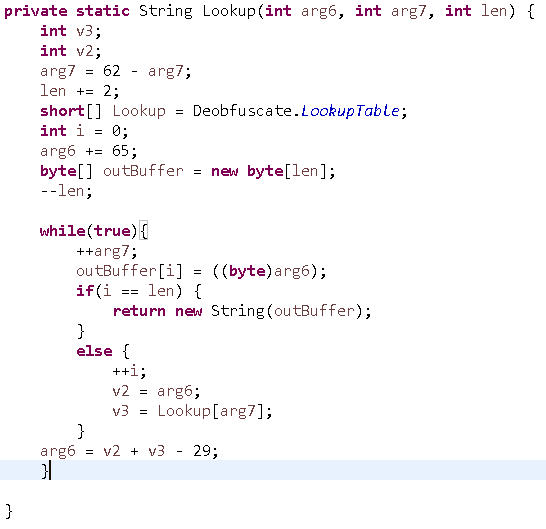 private static String Lookup(int arg6, int arg7, int len) {
int v3;
int v2;
arg7 = 62 - arg7;
len += 2;
short[] Lookup = Deobfuscate.LookupTable;
int i = 0;
arg6 += 65;
byte[] outBuffer = new byte[len];
--len;
while(true){
++arg7;
outBuffer[i] = ((byte)arg6);
if(i == len) {
return new String(outBuffer);
}
else {
++i;
v2 = arg6;
v3 = Lookup[arg7];
}
arg6 = v2 + v3 - 29;
}
}